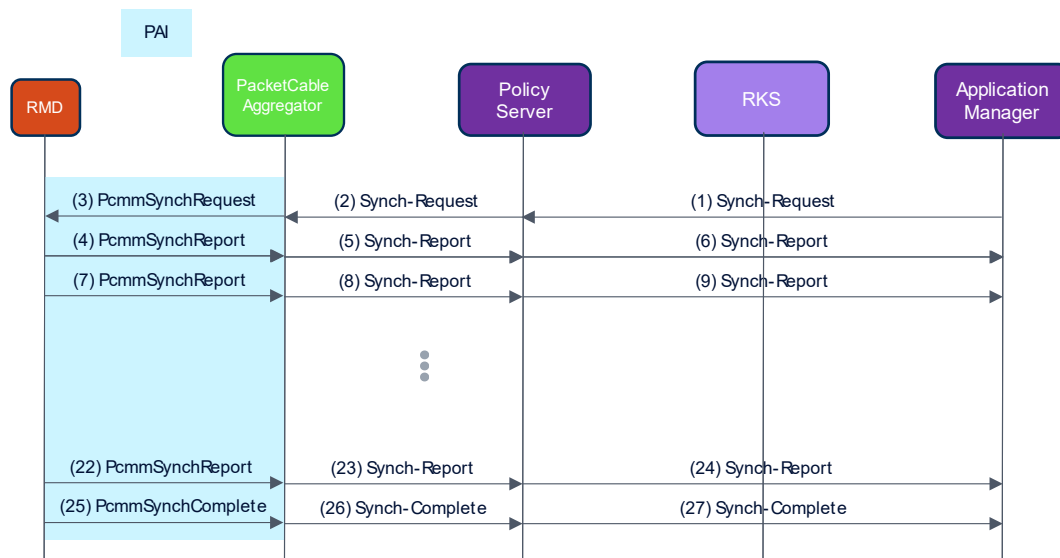 PAI
RMD
PacketCable
Aggregator
Policy
Server
RKS
Application
Manager
(3) PcmmSynchRequest
(2) Synch-Request
(1) Synch-Request
(4) PcmmSynchReport
(5) Synch-Report
(6) Synch-Report
(7) PcmmSynchReport
(8) Synch-Report
(9) Synch-Report
(22) PcmmSynchReport
(23) Synch-Report
(24) Synch-Report
(25) PcmmSynchComplete
(26) Synch-Complete
(27) Synch-Complete